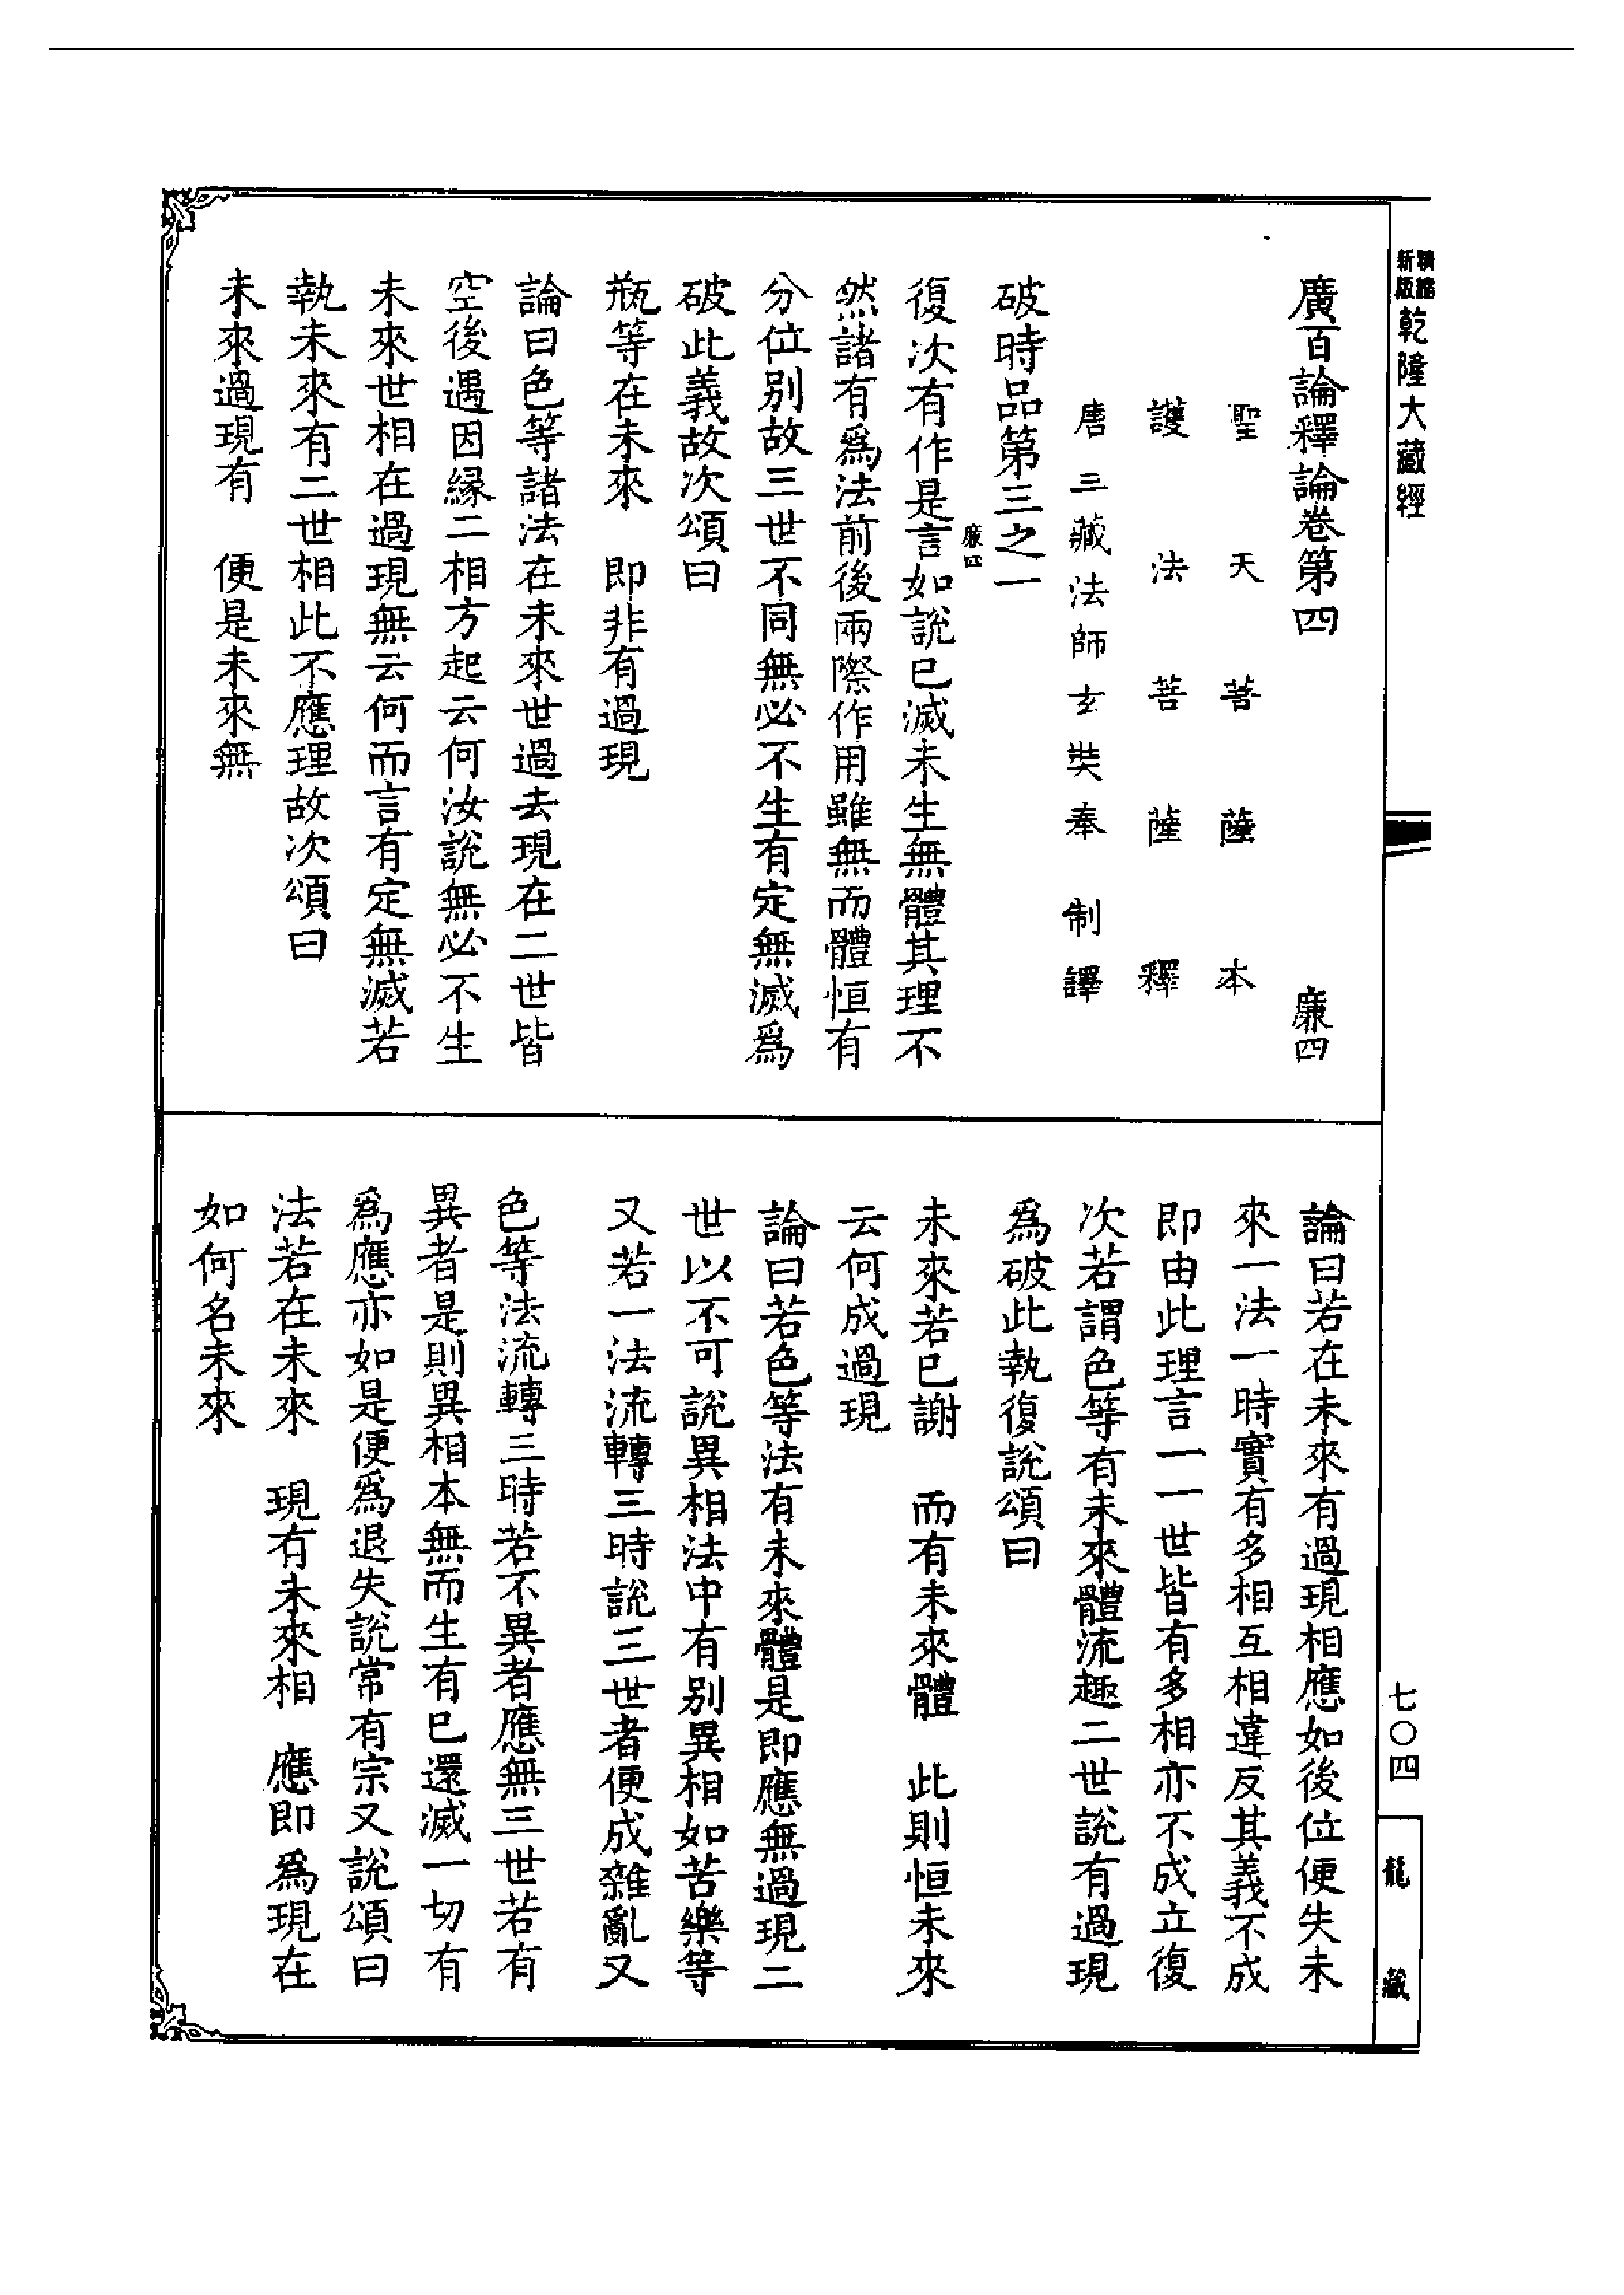 新版
精縮
乾隆大藏經
廣百論釋論卷第四 廉四
聖天菩薩本
護法菩薩釋
唐三藏法師玄奘奉制譯
破時品第三之一
廉四
復次有作是言如說已滅未生無體其理不
然諸有爲法前後兩際作用雖無而體恒有
分位別故三世不同無必不生有定無滅爲
破此義故次頌曰
瓶等在未來 即非有過現
論曰色等諸法在未來世過去現在二世皆
空後遇因緣二相方起云何汝說無必不生
未來世相在過現無云何而言有定無滅若
執未來有二世相此不應理故次頌曰
未來過現有 便是未來無
論曰若在未來有過現相應如後位便失未
來一法一時實有多相互相違反其義不成
即由此理言一一世皆有多相亦不成立復
次若謂色等有未來體流趣二世說有過現
爲破此執復說頌曰
未來若已謝 而有未來體 此則恒未來
云何成過現
論曰若色等法有未來體是即應無過現二
世以不可說異相法中有別異相如苦樂等
又若一法流轉三時說三世者便成雜亂又
色等法流轉三時若不異者應無三世若有
異者是則異相本無而生有已還滅一切有
爲應亦如是便爲退失說常有宗又說頌曰
法若在未來 現有未來相 應即爲現在
如何名未來
七〇四
龍藏